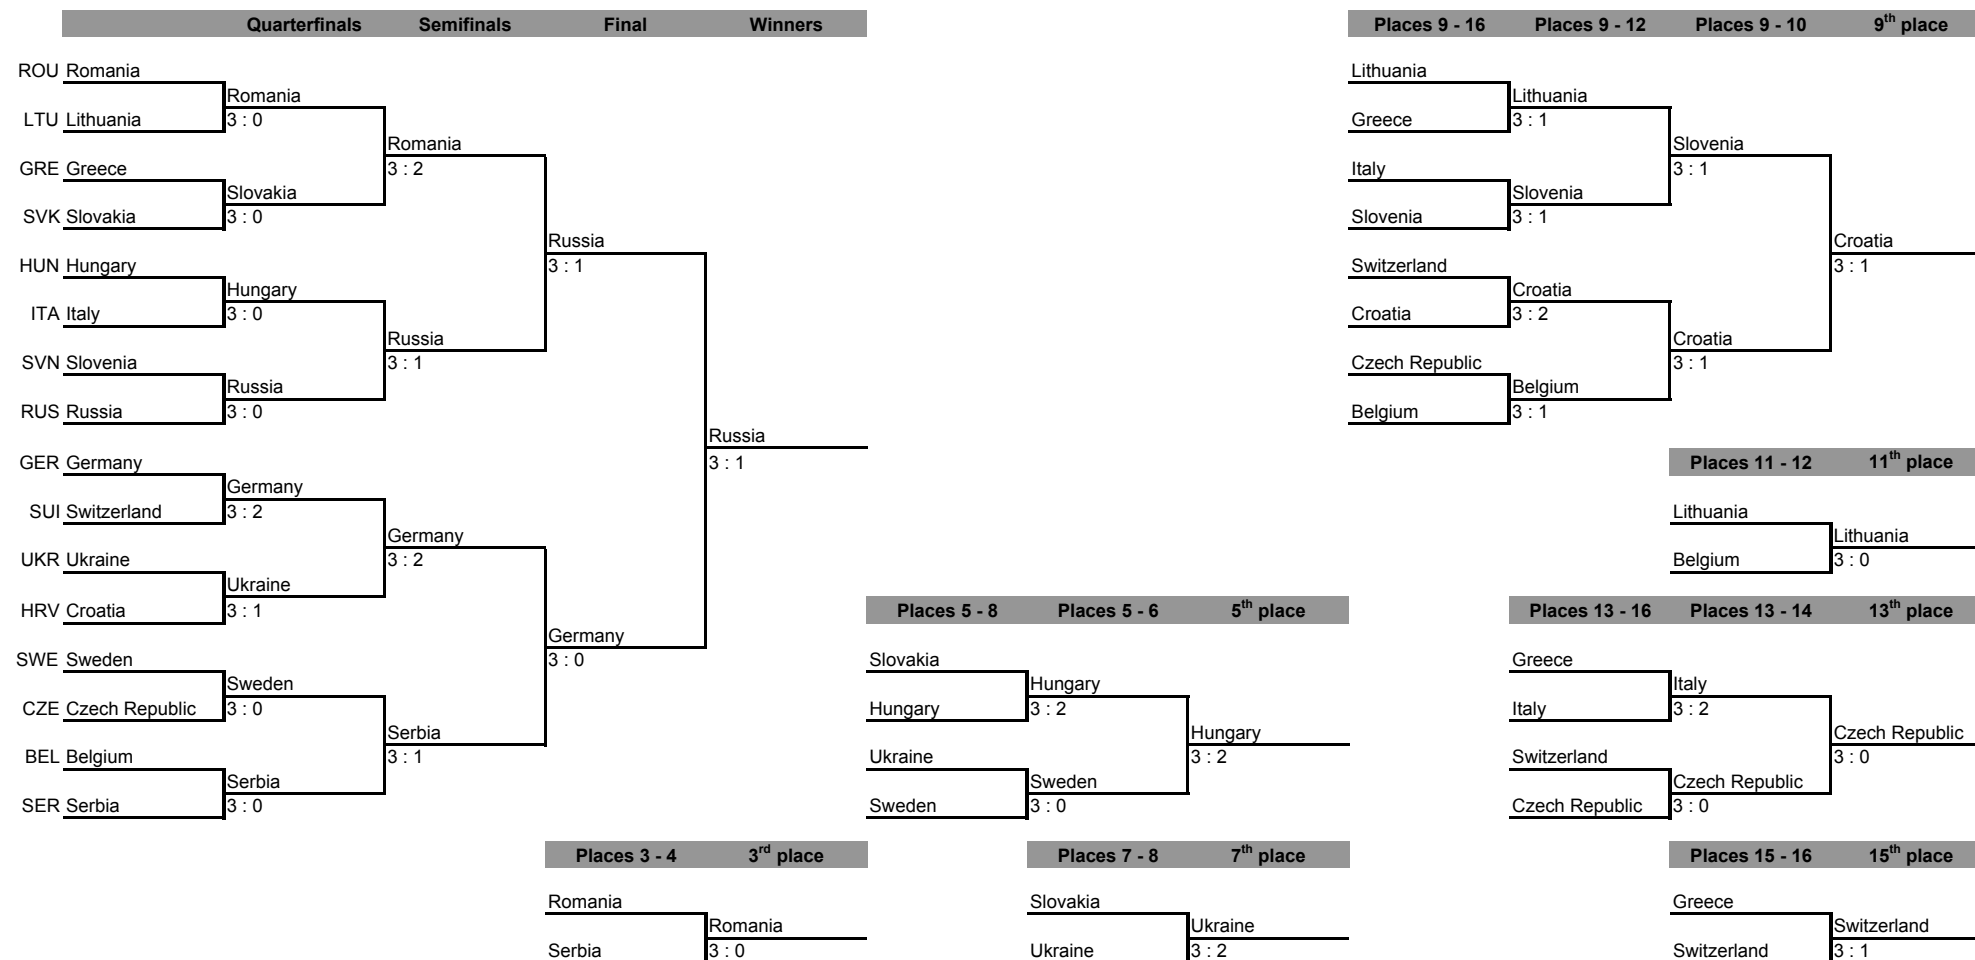 Quarterfinals Semifinals Final Winners
ROU Romania
Romania
LTU Lithuania 3 : 0
Romania
GRE Greece 3 : 2
Slovakia
SVK Slovakia 3 : 0
Russia
HUN Hungary 3 : 1
Hungary
ITA Italy 3 : 0
Russia
SVN Slovenia 3 : 1
Russia
RUS Russia 3 : 0
Russia
GER Germany 3 : 1
Germany
SUI Switzerland 3 : 2
Germany
UKR Ukraine 3 : 2
Ukraine
HRV Croatia 3 : 1
Germany
SWE Sweden 3 : 0
Sweden
CZE Czech Republic 3 : 0
Serbia
BEL Belgium 3 : 1
Serbia
SER Serbia 3 : 0
Places 3 - 4 3rd place
Romania
Romania
Serbia 3 : 0
Places 5 - 8 Places 5 - 6 5th place
Slovakia
Hungary
Hungary 3 : 2
Hungary
Ukraine 3 : 2
Sweden
Sweden 3 : 0
Places 7 - 8 7th place
Slovakia
Ukraine
Ukraine 3 : 2
Places 9 - 16 Places 9 - 12 Places 9 - 10 9th place
Lithuania
Lithuania
Greece 3 : 1
Slovenia
Italy 3 : 1
Slovenia
Slovenia 3 : 1
Croatia
Switzerland 3 : 1
Croatia
Croatia 3 : 2
Croatia
Czech Republic 3 : 1
Belgium
Belgium 3 : 1
Places 11 - 12 11th place
Lithuania
Lithuania
Belgium 3 : 0
Places 13 - 16 Places 13 - 14 13th place
Greece
Italy
Italy 3 : 2
Czech Republic
Switzerland 3 : 0
Czech Republic
Czech Republic 3 : 0
Places 15 - 16 15th place
Greece
Switzerland
Switzerland 3 : 1